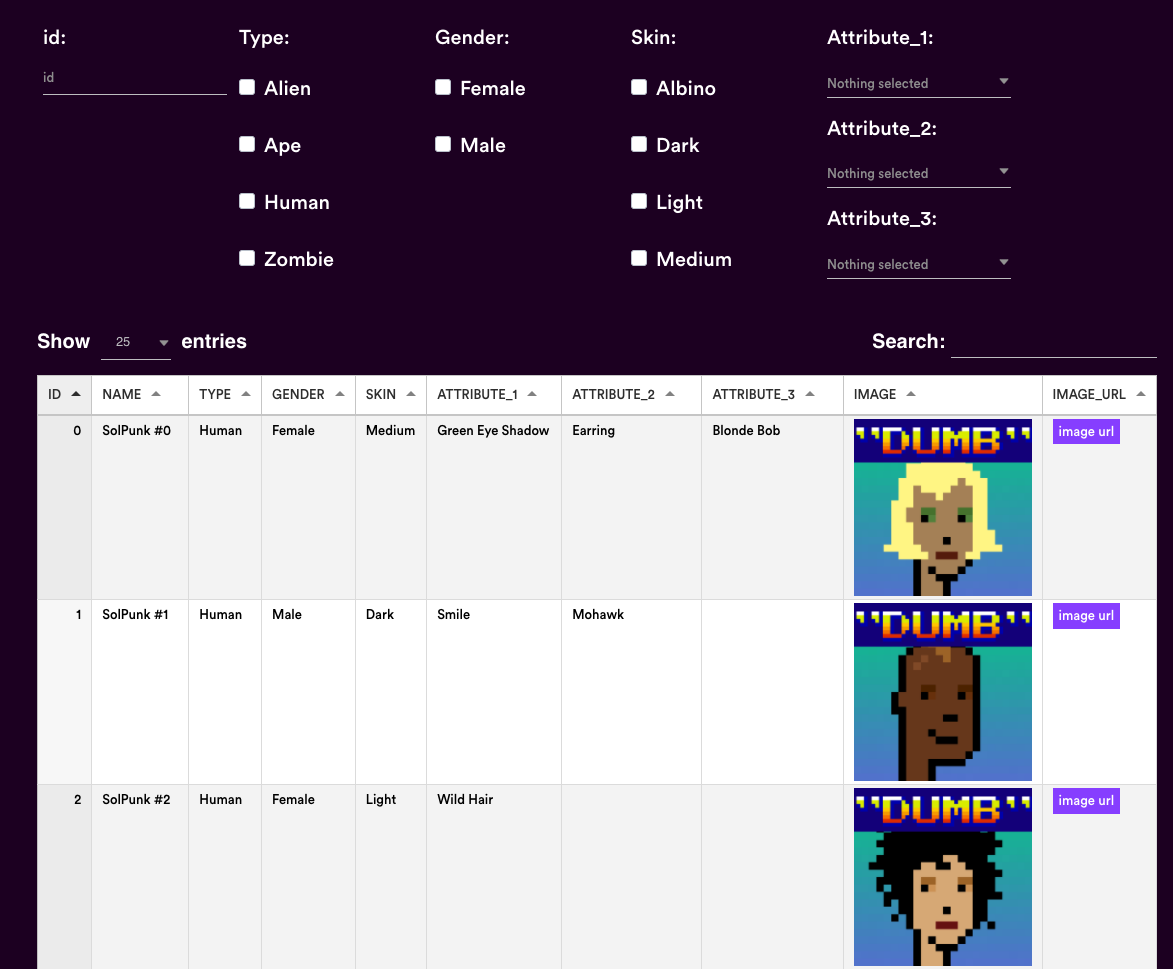 id: Type: Gender: Skin: Attribute_1:
id Alien Female Albino Nothing selected
Attribute_2:
Ape Male Dark
Nothing selected
Human Light
Attribute_3:
Zombie Medium Nothing selected
Show 25 entries Search:
ID NAME TYPE GENDER SKIN ATTRIBUTE_1 ATTRIBUTE_2 ATTRIBUTE_3 IMAGE IMAGE_URL
0 SolPunk #0 Human Female Medium Green Eye Shadow Earring Blonde Bob "DUMB" image url
1 SolPunk #1 Human Male Dark Smile Mohawk "DUMB" image url
2 SolPunk #2 Human Female Light Wild Hair "DUMB" image url